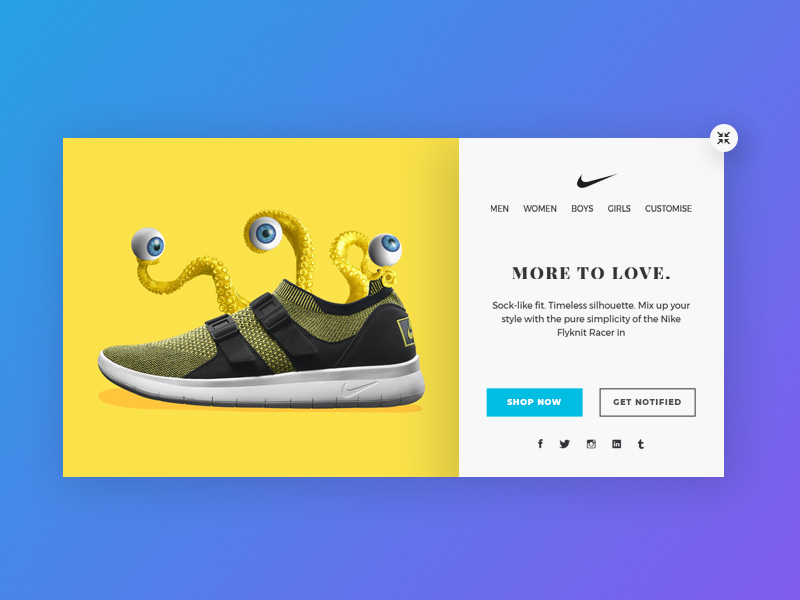 MEN WOMEN BOYS GIRLS CUSTOMISE
MORE TO LOVE.
Sock-like fit. Timeless silhouette. Mix up your
style with the pure simplicity of the Nike
Flyknit Racer in
SHOP NOW GET NOTIFIED